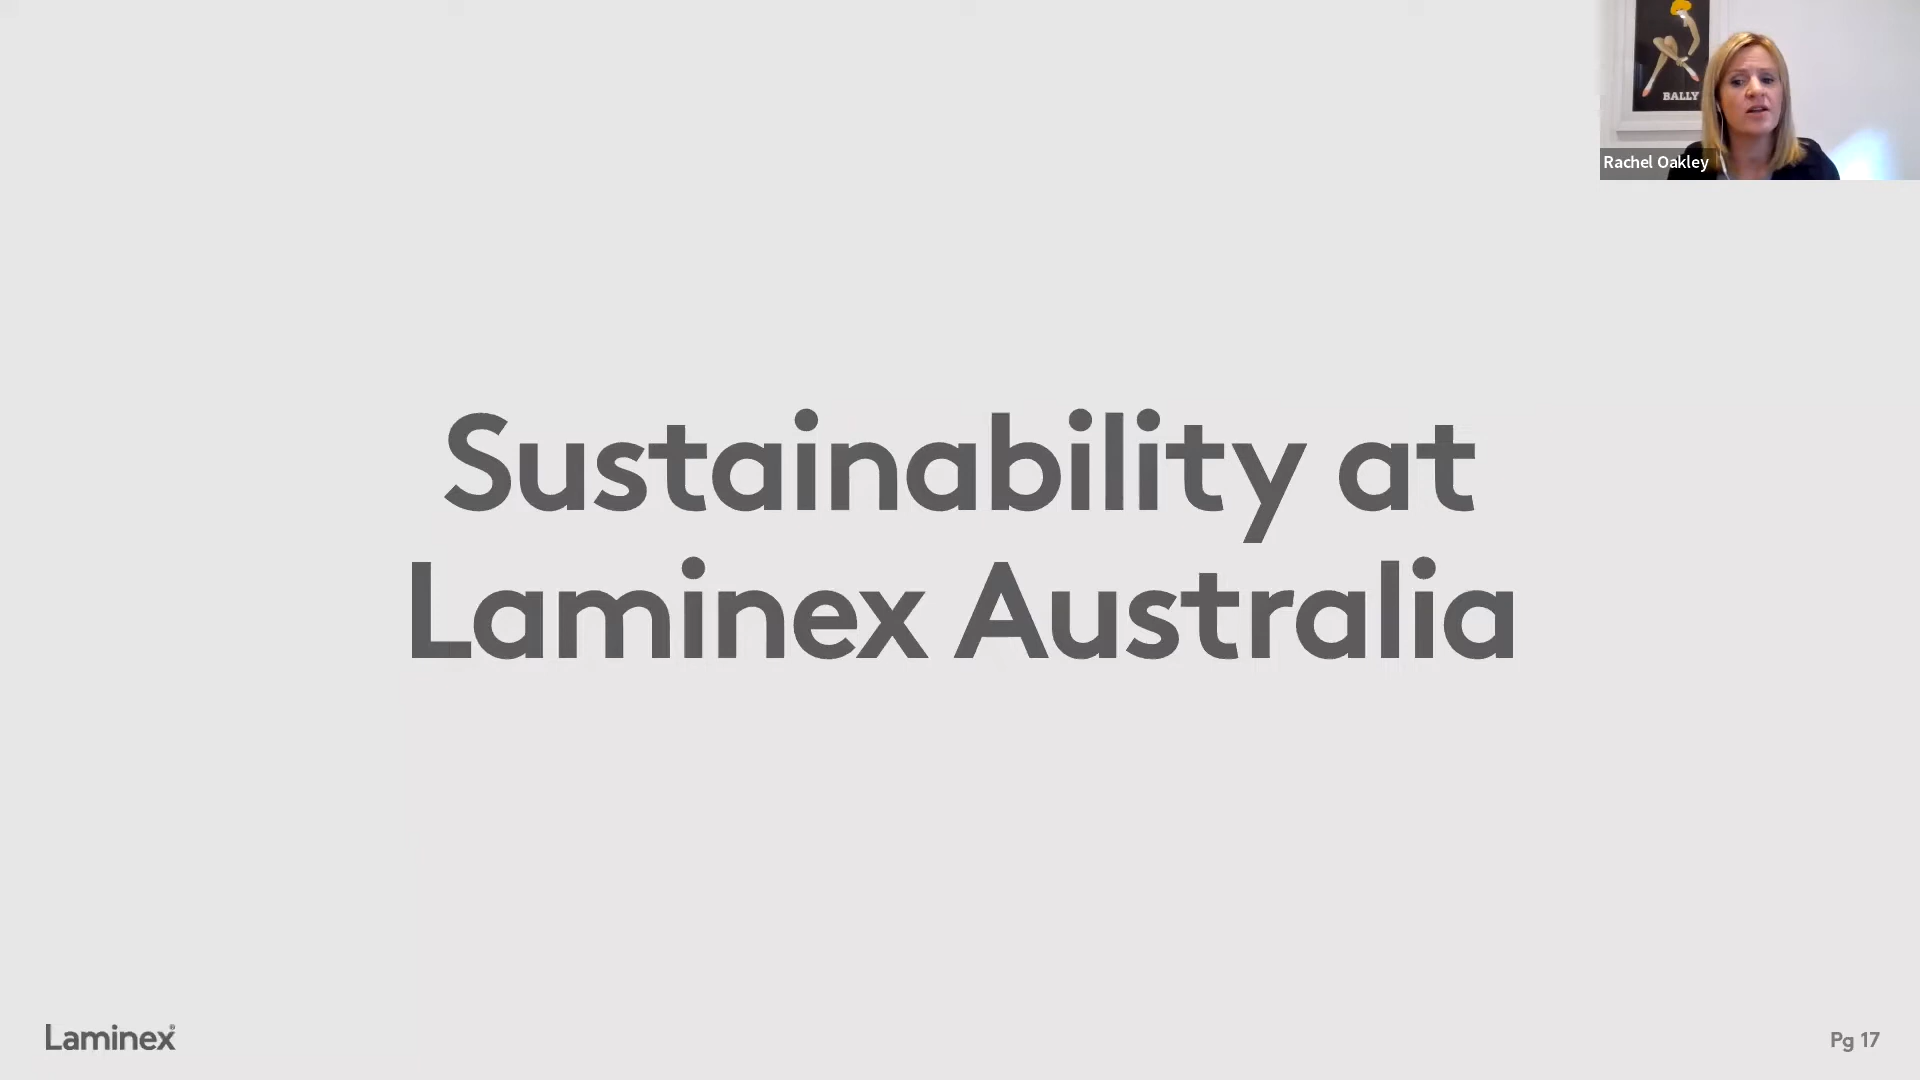 BALLY
Rachel Oakley
Sustainability at
Laminex Australia
Laminex®
Pg 17